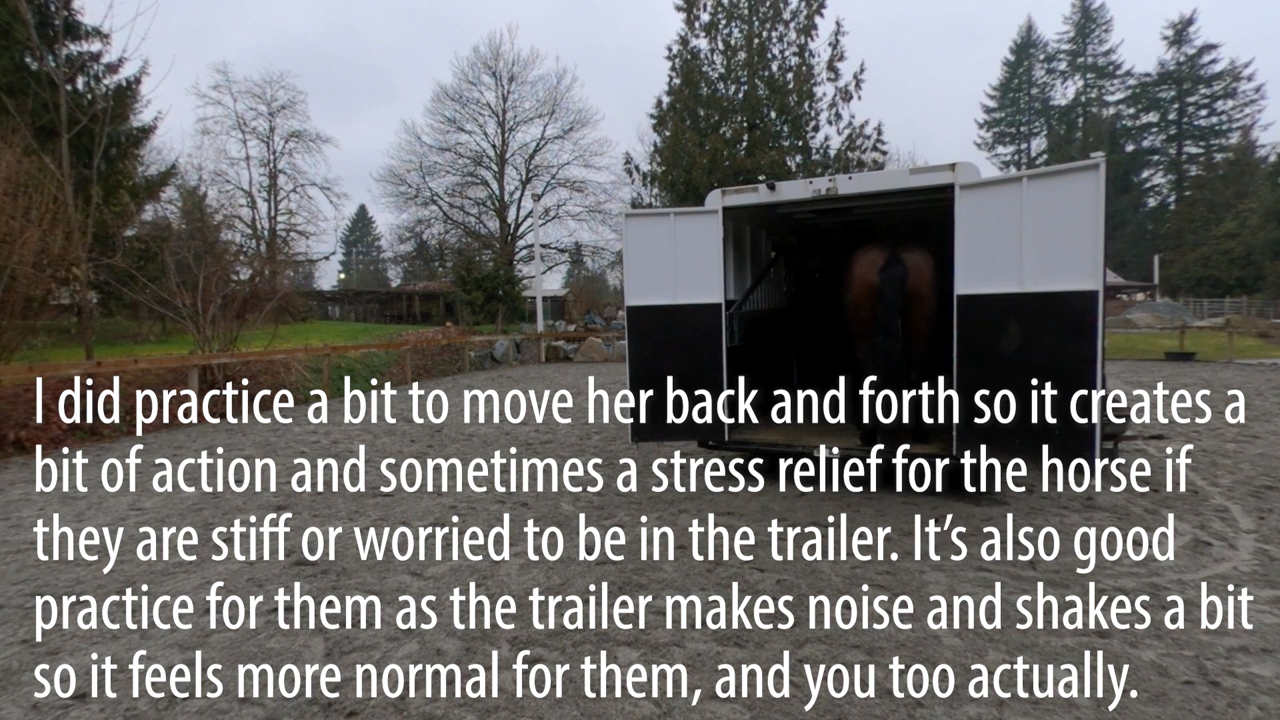 I did practice a bit to move her back and forth so it creates a
bit of action and sometimes a stress relief for the horse if
they are stiff or worried to be in the trailer. It’s also good
practice for them as the trailer makes noise and shakes a bit
so it feels more normal for them, and you too actually.